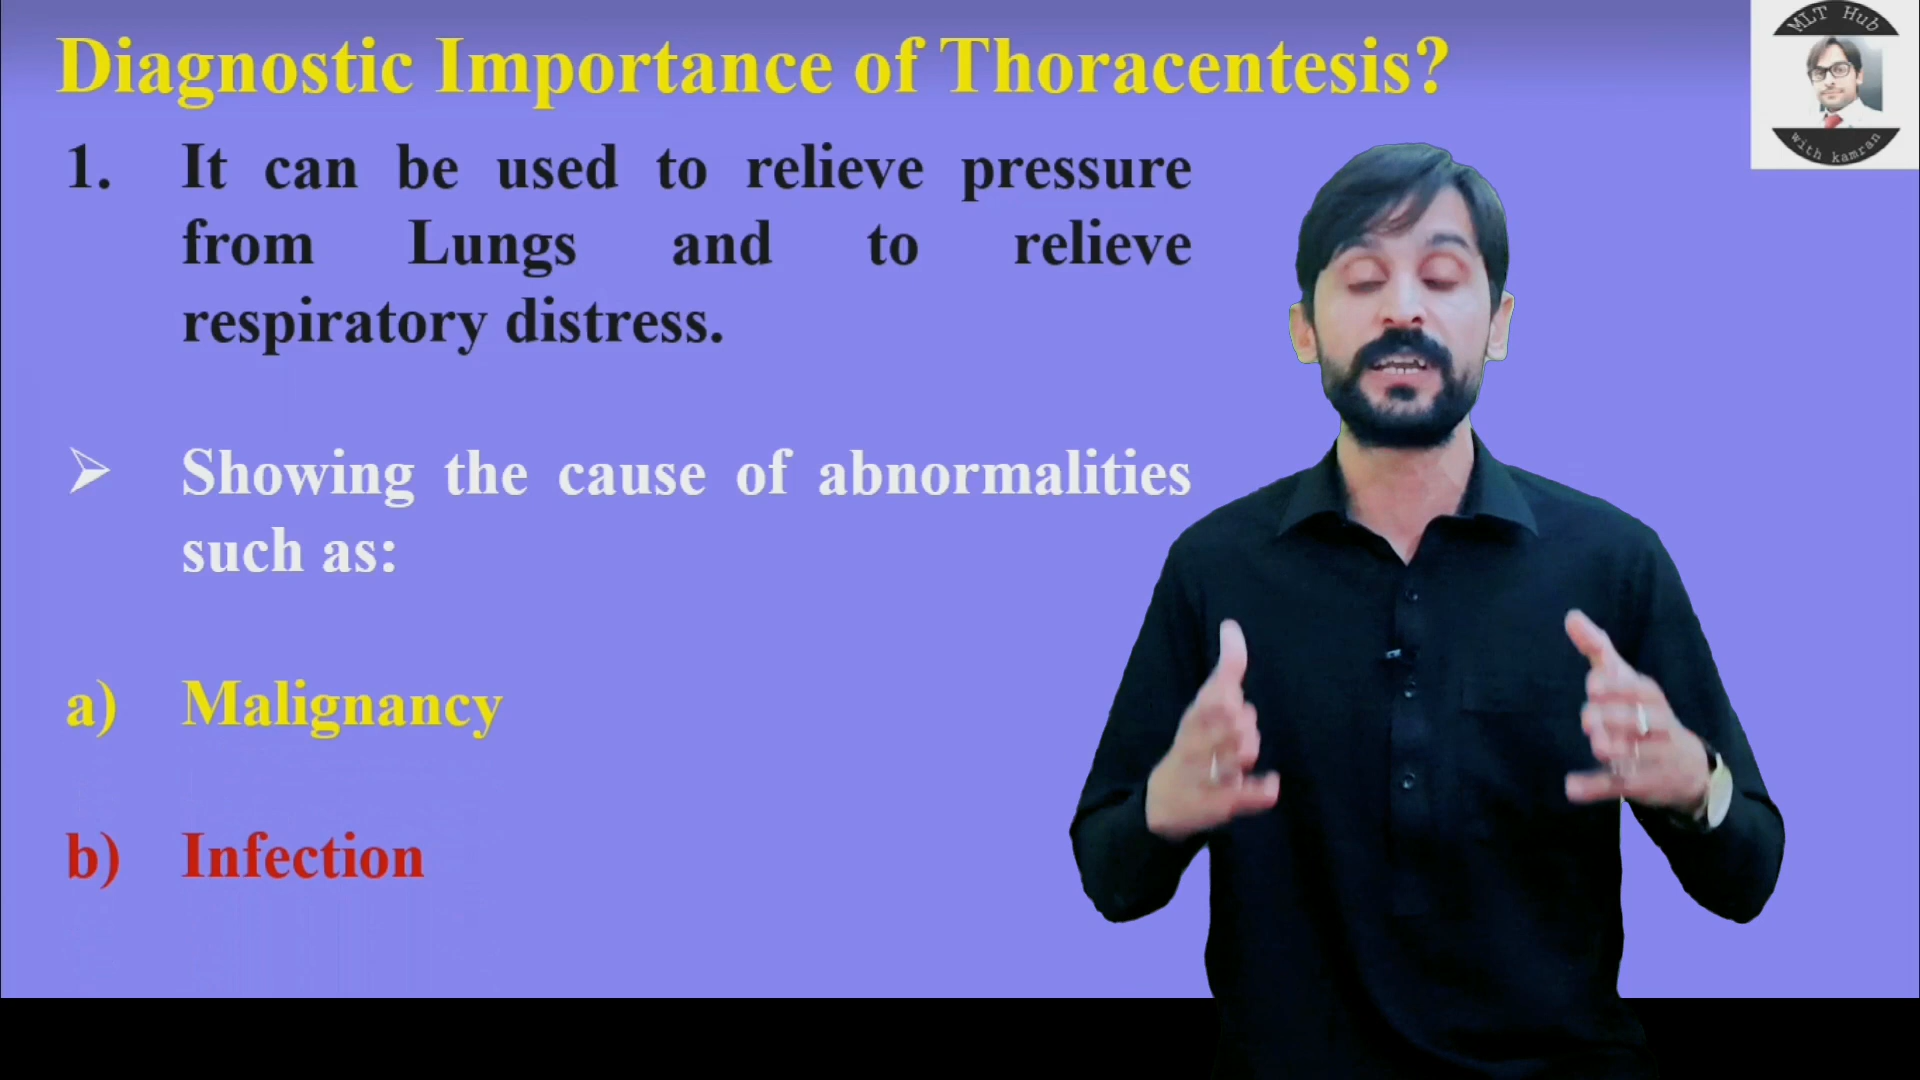 Diagnostic Importance of Thoracentesis?
MLT Hub
with kamran
1. It can be used to relieve pressure
from Lungs and to relieve
respiratory distress.
➢ Showing the cause of abnormalities
such as:
a) Malignancy
b) Infection